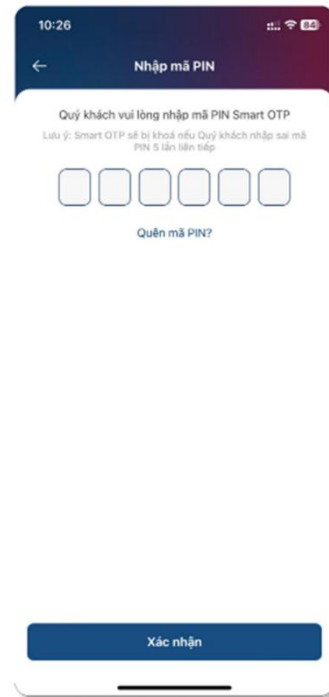 10:26
84
Nhập mã PIN
Quý khách vui lòng nhập mã PIN Smart OTP
Lưu ý: Smart OTP sẽ bị khoá nếu Quý khách nhập sai mã
PIN 5 lần liên tiếp
Quên mã PIN?
Xác nhận